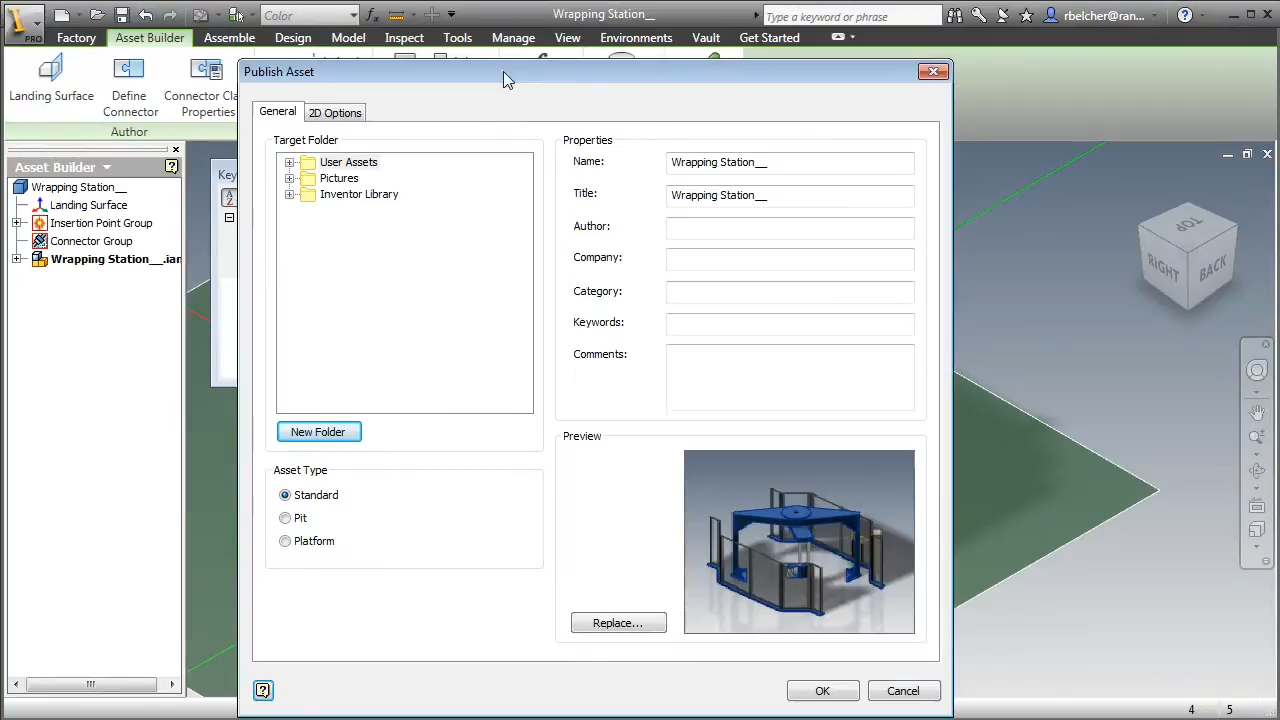 Color
Wrapping Station__
Type a keyword or phrase
rbelcher@ran...
PRO
Factory
Asset Builder
Assemble
Design
Model
Inspect
Tools
Manage
View
Environments
Vault
Get Started
Landing Surface
Define Connector
Connector Cla
Properties
Author
Publish Asset
General
2D Options
Asset Builder
Wrapping Station__
Landing Surface
Insertion Point Group
Connector Group
Wrapping Station__.ian
Key
Target Folder
User Assets
Pictures
Inventor Library
New Folder
Asset Type
Standard
Pit
Platform
Properties
Name:
Wrapping Station__
Title:
Wrapping Station__
Author:
Company:
Category:
Keywords:
Comments:
Preview
Replace...
OK
Cancel
TOP
RIGHT
BACK
4
5